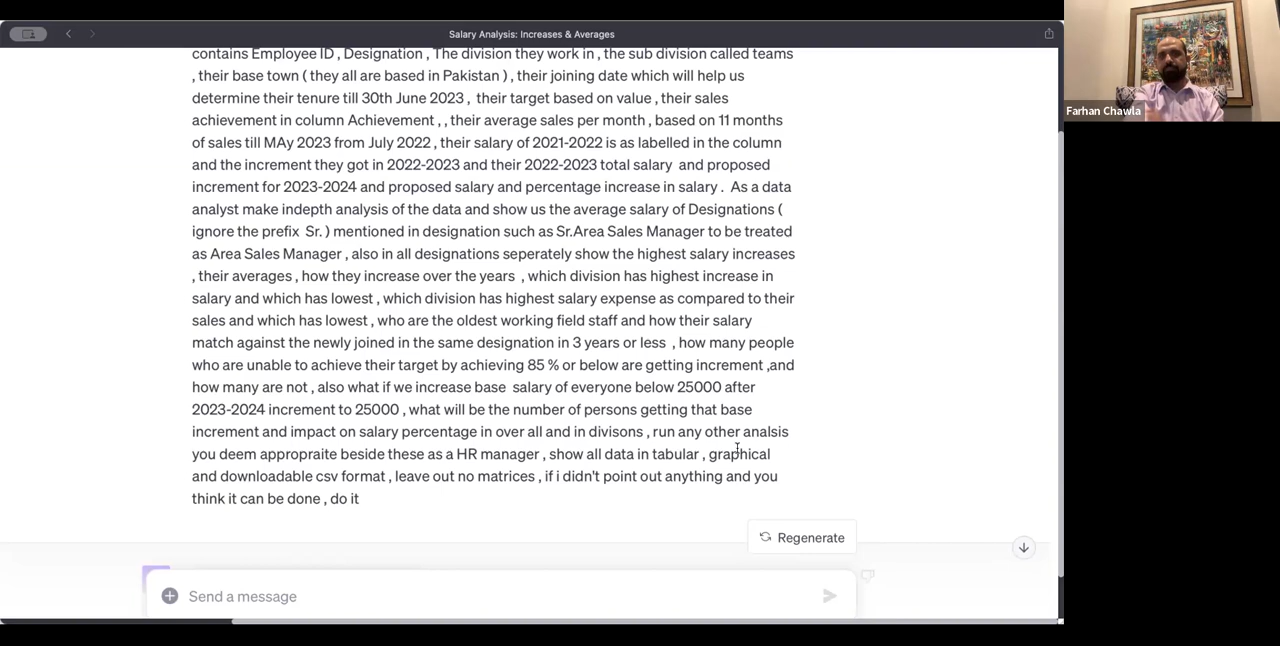 Salary Analysis: Increases & Averages
contains Employee ID , Designation , The division they work in , the sub division called teams
, their base town ( they all are based in Pakistan ) , their joining date which will help us
determine their tenure till 30th June 2023 ,  their target based on value , their sales
achievement in column Achievement , , their average sales per month , based on 11 months
of sales till MAy 2023 from July 2022 , their salary of 2021-2022 is as labelled in the column
and the increment they got in 2022-2023 and their 2022-2023 total salary  and proposed
increment for 2023-2024 and proposed salary and percentage increase in salary .  As a data
analyst make indepth analysis of the data and show us the average salary of Designations (
ignore the prefix  Sr. ) mentioned in designation such as Sr.Area Sales Manager to be treated
as Area Sales Manager , also in all designations seperately show the highest salary increases
, their averages , how they increase over the years  , which division has highest increase in
salary and which has lowest , which division has highest salary expense as compared to their
sales and which has lowest , who are the oldest working field staff and how their salary
match against the newly joined in the same designation in 3 years or less  , how many people
who are unable to achieve their target by achieving 85 % or below are getting increment ,and
how many are not , also what if we increase base  salary of everyone below 25000 after
2023-2024 increment to 25000 , what will be the number of persons getting that base
increment and impact on salary percentage in over all and in divisons , run any other analsis
you deem appropraite beside these as a HR manager , show all data in tabular , graphical
and downloadable csv format , leave out no matrices , if i didn't point out anything and you
think it can be done , do it
Regenerate
Send a message
Farhan Chawla